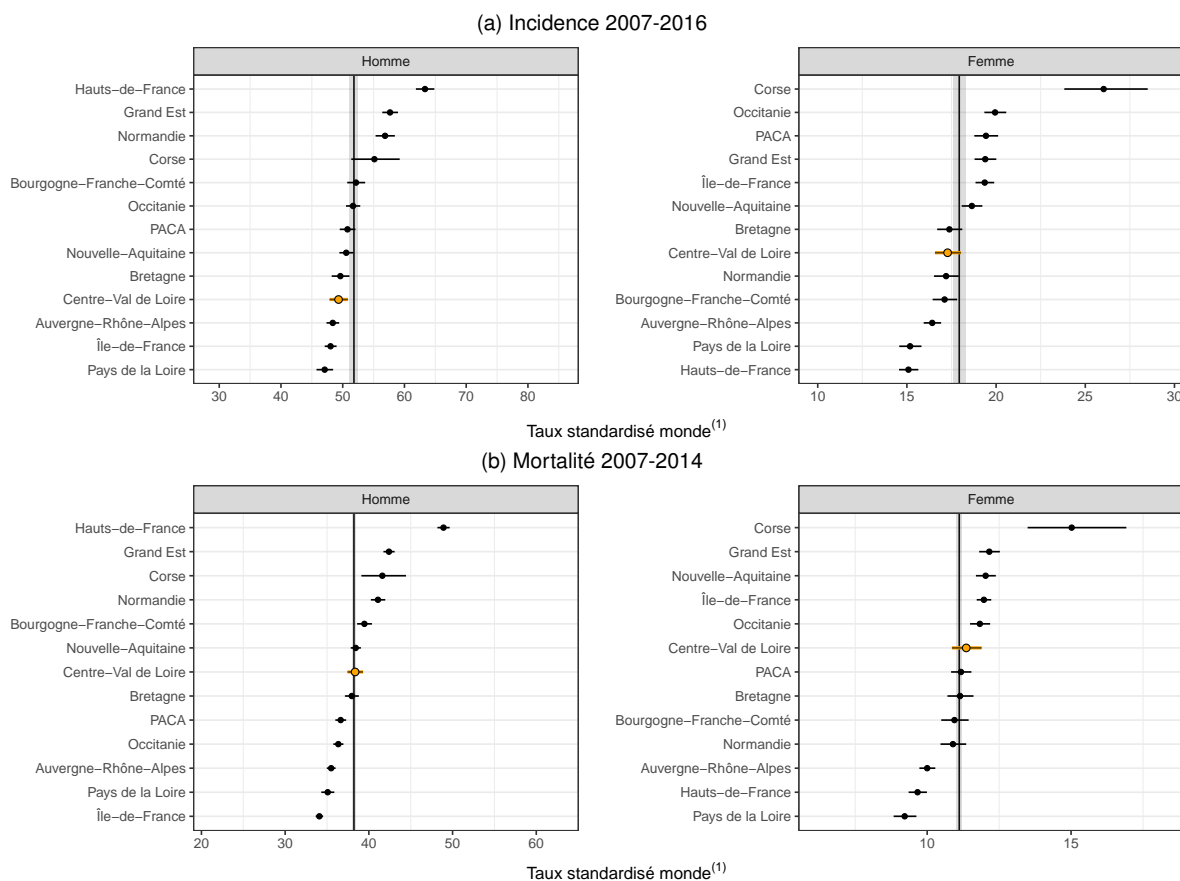 (a) Incidence 2007-2016
Homme
Hauts−de−France
Grand Est
Normandie
Corse
Bourgogne−Franche−Comté
Occitanie
PACA
Nouvelle−Aquitaine
Bretagne
Centre−Val de Loire
Auvergne−Rhône−Alpes
Île−de−France
Pays de la Loire
30 40 50 60 70 80
Femme
Corse
Occitanie
PACA
Grand Est
Île−de−France
Nouvelle−Aquitaine
Bretagne
Centre−Val de Loire
Normandie
Bourgogne−Franche−Comté
Auvergne−Rhône−Alpes
Pays de la Loire
Hauts−de−France
10 15 20 25 30
Taux standardisé monde(1)
(b) Mortalité 2007-2014
Homme
Hauts−de−France
Grand Est
Corse
Normandie
Bourgogne−Franche−Comté
Nouvelle−Aquitaine
Centre−Val de Loire
Bretagne
PACA
Occitanie
Auvergne−Rhône−Alpes
Pays de la Loire
Île−de−France
20 30 40 50 60
Femme
Corse
Grand Est
Nouvelle−Aquitaine
Île−de−France
Occitanie
Centre−Val de Loire
PACA
Bretagne
Bourgogne−Franche−Comté
Normandie
Auvergne−Rhône−Alpes
Hauts−de−France
Pays de la Loire
10 15
Taux standardisé monde(1)